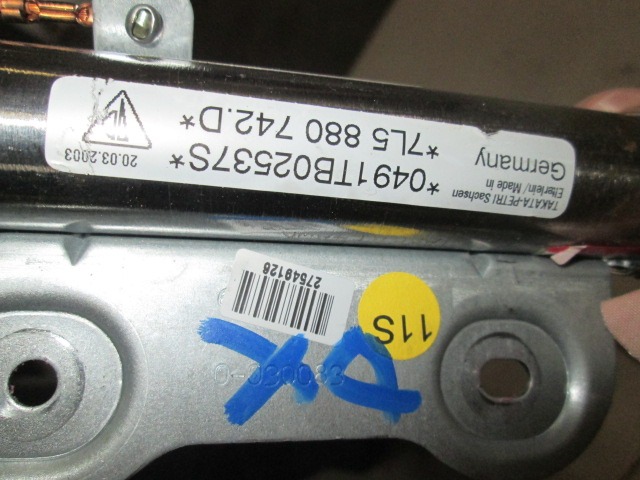 TAKATA-PETRI Sachsen
Elterlein/Made in
Germany
*0491TB02537S*
*7L5 880 742.D*
20.03.2003
27549128
11S